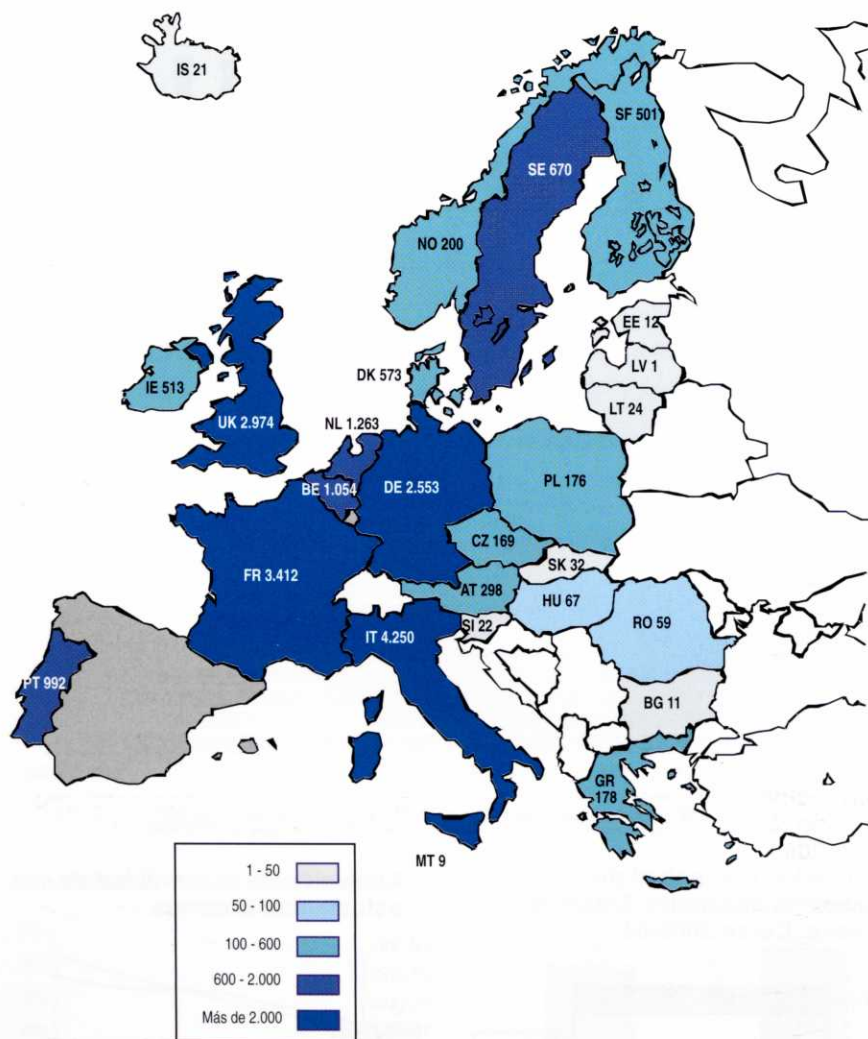 IS 21
SF 501
SE 670
NO 200
EE 12
LV 1
LT 24
DK 573
IE 513
UK 2.974
NL 1.263
BE 1.054
DE 2.553
PL 176
CZ 169
SK 32
FR 3.412
AT 298
HU 67
SI 22
RO 59
IT 4.250
PT 992
BG 11
GR
178
MT 9
1 - 50
50 - 100
100 - 600
600 - 2.000
Más de 2.000